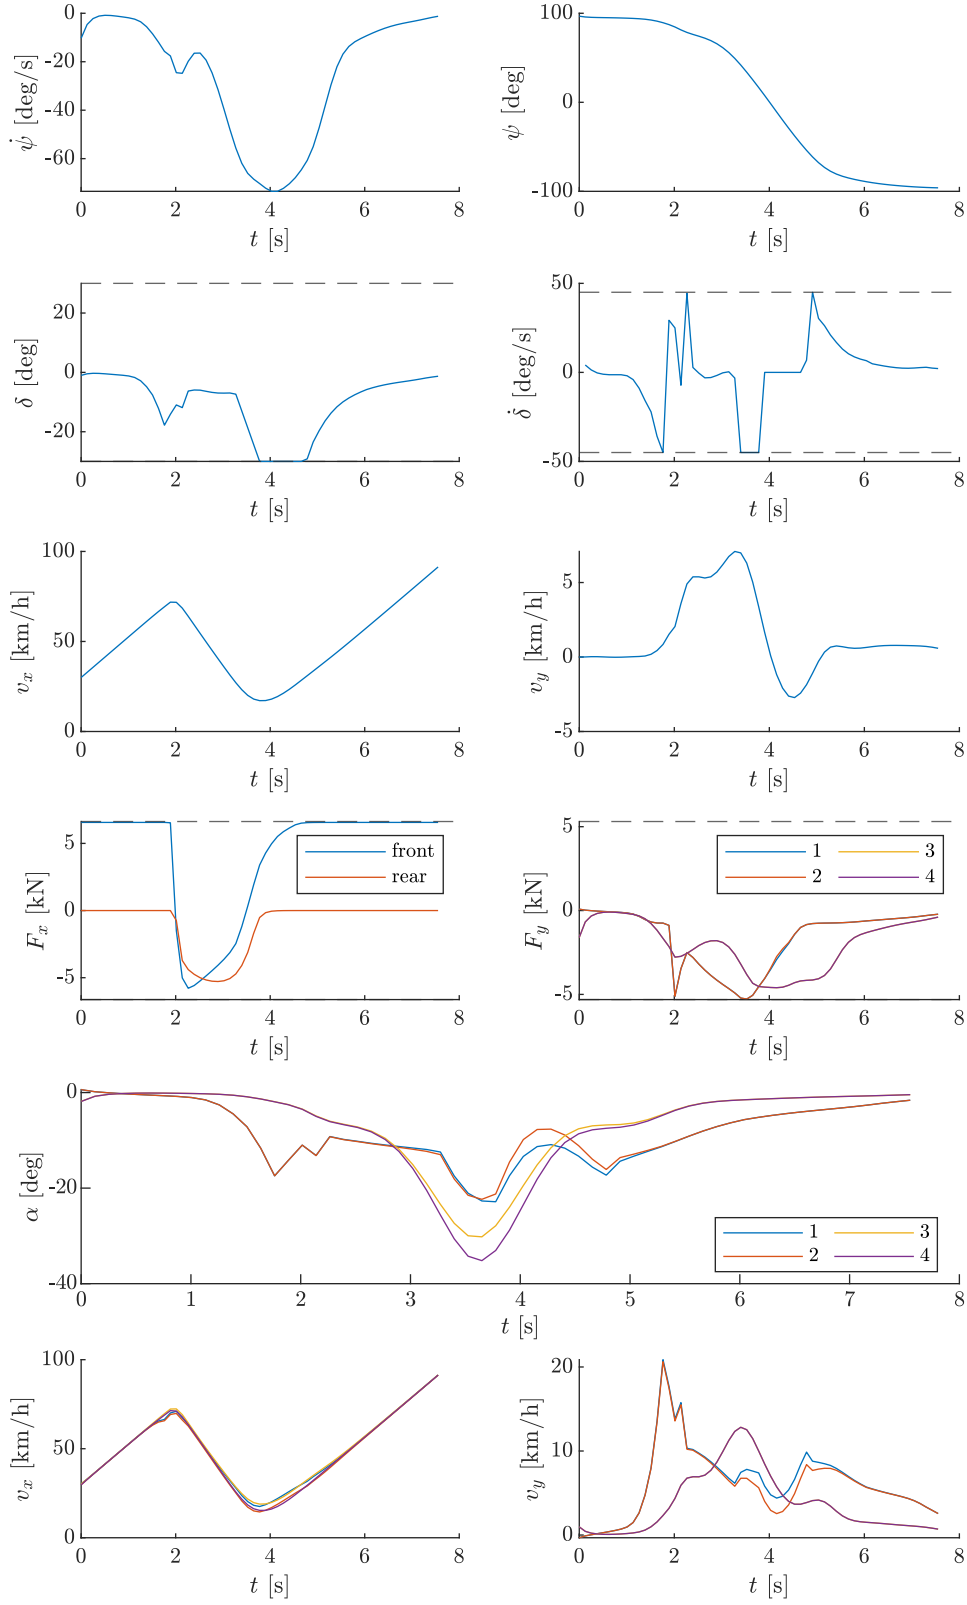 0
-20
-40
-60
ψ̇ [deg/s]
0 2 4 6 8
t [s]
100
0
-100
ψ [deg]
0 2 4 6 8
t [s]
20
0
-20
δ [deg]
0 2 4 6 8
t [s]
50
0
-50
δ̇ [deg/s]
0 2 4 6 8
t [s]
100
50
0
v_x [km/h]
0 2 4 6 8
t [s]
5
0
-5
v_y [km/h]
0 2 4 6 8
t [s]
5
0
-5
F_x [kN]
front
rear
0 2 4 6 8
t [s]
5
0
-5
F_y [kN]
1 3
2 4
0 2 4 6 8
t [s]
0
-20
-40
α [deg]
1 3
2 4
0 1 2 3 4 5 6 7 8
t [s]
100
50
0
v_x [km/h]
0 2 4 6 8
t [s]
20
10
0
v_y [km/h]
0 2 4 6 8
t [s]